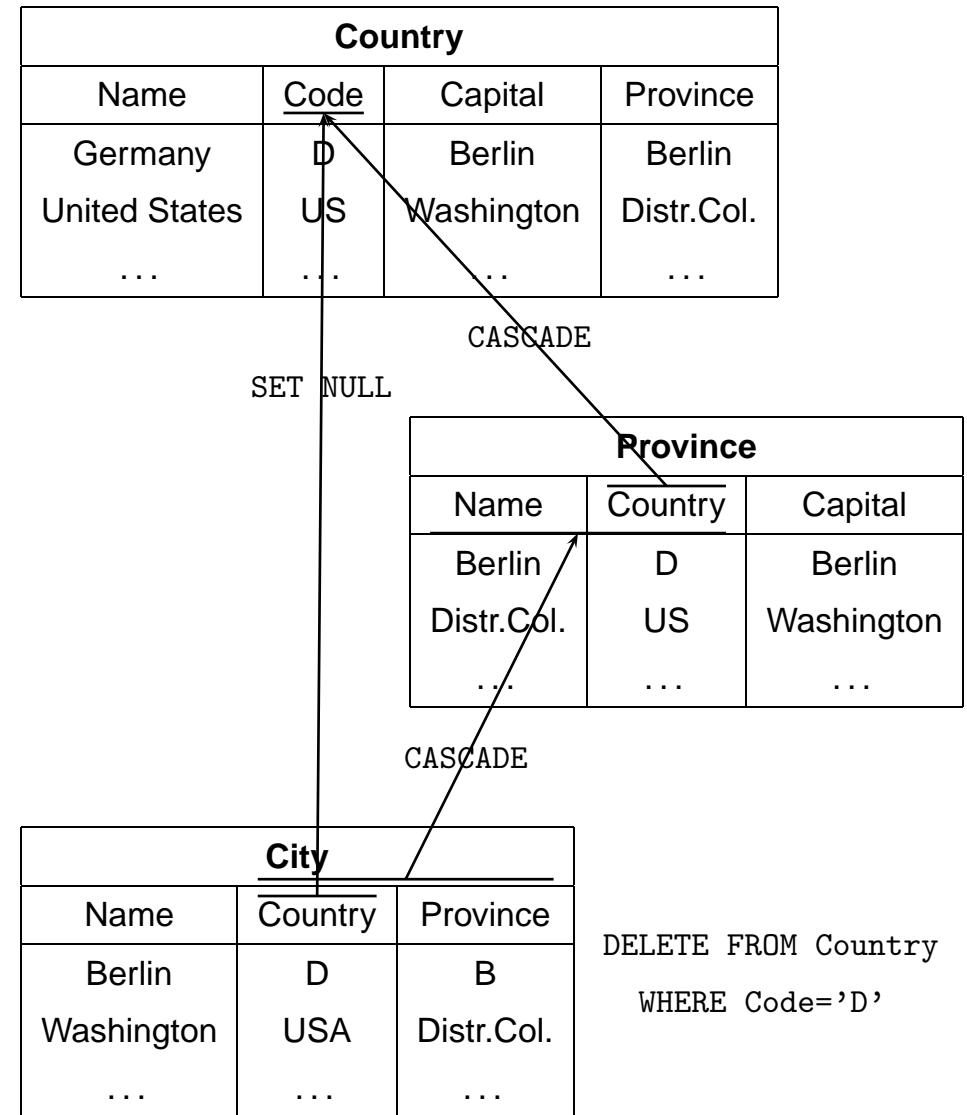 Country
Name Code Capital Province
Germany D Berlin Berlin
United States US Washington Distr.Col.
. . . . . . . . . . . .
CASCADE
SET NULL
Province
Name Country Capital
Berlin D Berlin
Distr.Col. US Washington
. . . . . . . . .
CASCADE
City
Name Country Province
Berlin D B
Washington USA Distr.Col.
. . . . . . . . .
DELETE FROM Country
WHERE Code=’D’